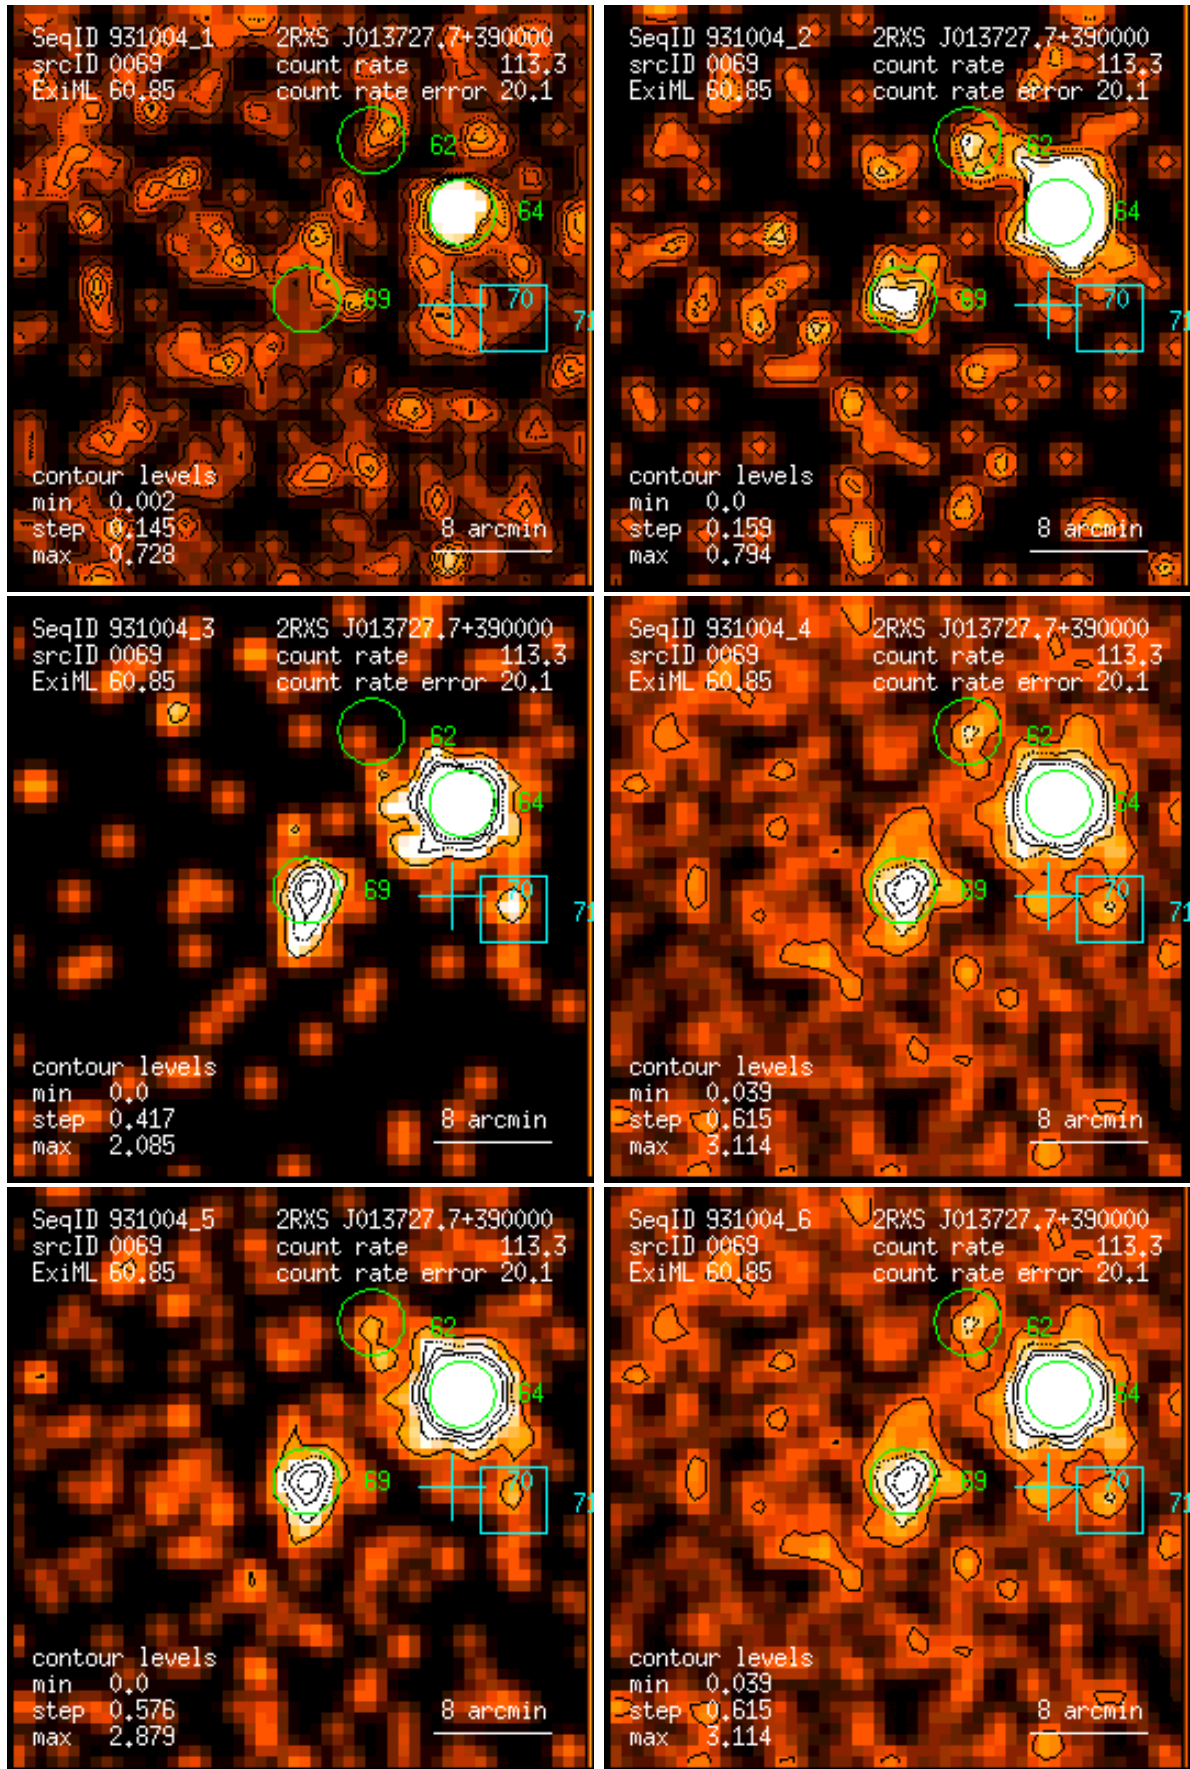 SeqID 931004_1 2RXS J013727.7+390000
srcID 0069 count rate 113.3
ExiML 60.85 count rate error 20.1
62
64
69
70
71
contour levels
min 0.002
step 0.145
max 0.728
8 arcmin
SeqID 931004_2 2RXS J013727.7+390000
srcID 0069 count rate 113.3
ExiML 60.85 count rate error 20.1
62
64
69
70
71
contour levels
min 0.0
step 0.159
max 0.794
8 arcmin
SeqID 931004_3 2RXS J013727.7+390000
srcID 0069 count rate 113.3
ExiML 60.85 count rate error 20.1
62
64
69
70
71
contour levels
min 0.0
step 0.417
max 2.085
8 arcmin
SeqID 931004_4 2RXS J013727.7+390000
srcID 0069 count rate 113.3
ExiML 60.85 count rate error 20.1
62
64
69
70
71
contour levels
min 0.039
step 0.615
max 3.114
8 arcmin
SeqID 931004_5 2RXS J013727.7+390000
srcID 0069 count rate 113.3
ExiML 60.85 count rate error 20.1
62
64
69
70
71
contour levels
min 0.0
step 0.576
max 2.879
8 arcmin
SeqID 931004_6 2RXS J013727.7+390000
srcID 0069 count rate 113.3
ExiML 60.85 count rate error 20.1
62
64
69
70
71
contour levels
min 0.039
step 0.615
max 3.114
8 arcmin